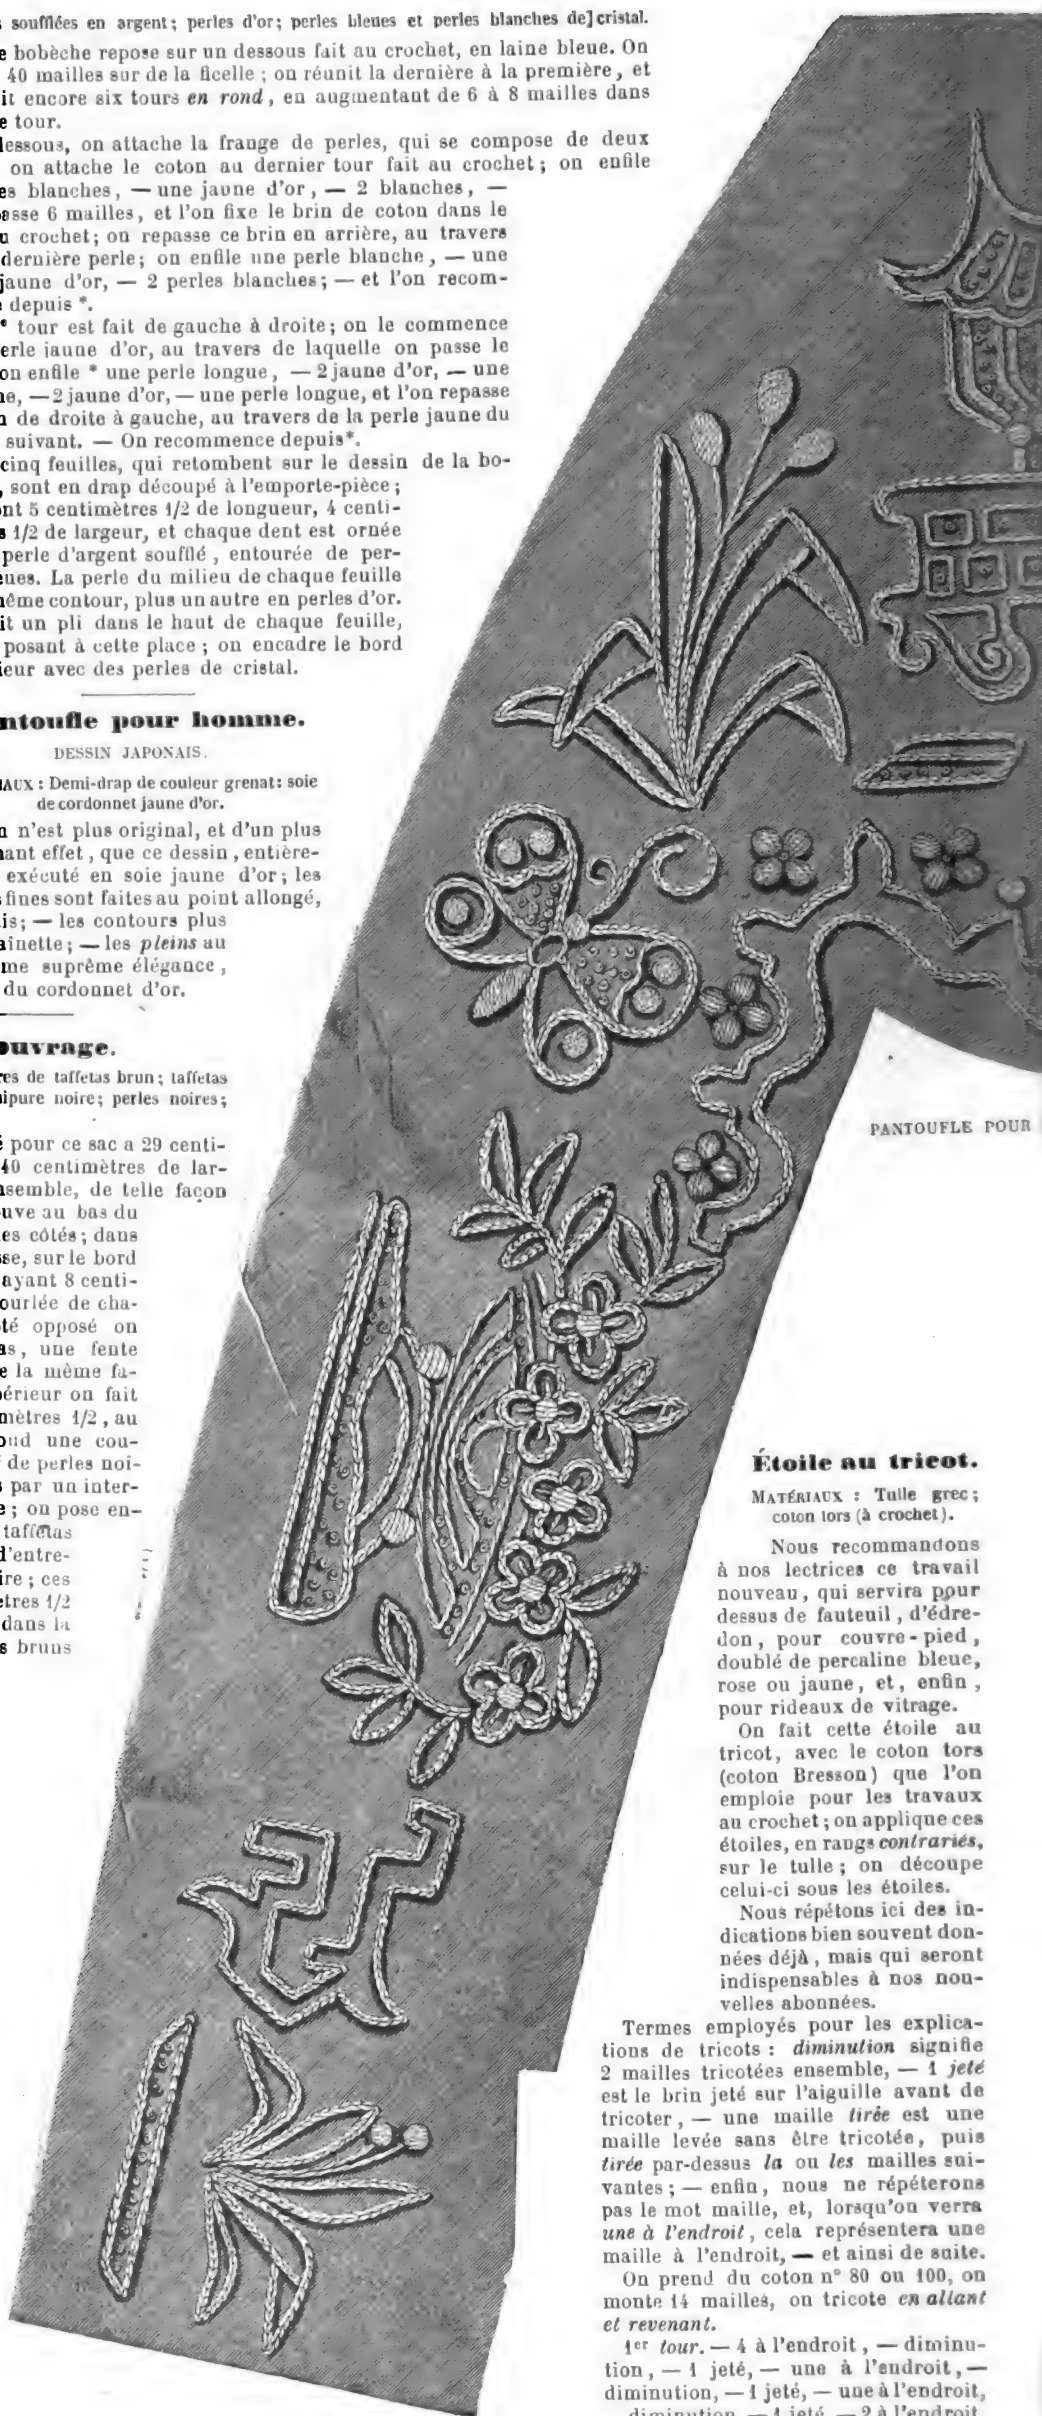 soufflées en argent; perles d'or; perles bleues et perles blanches de] cristal.
bobèche repose sur un dessous fait au crochet, en laine bleue. On
40 mailles sur de la ficelle; on réunit la dernière à la première, et
it encore six tours en rond, en augmentant de 6 à 8 mailles dans
e tour.
lessous, on attache la frange de perles, qui se compose de deux
on attache le coton au dernier tour fait au crochet; on enfile
es blanches, — une jaune d'or, — 2 blanches, —
asse 6 mailles, et l'on fixe le brin de coton dans le
u crochet; on repasse ce brin en arrière, au travers
dernière perle; on enfile une perle blanche, — une
jaune d'or, — 2 perles blanches; — et l'on recom-
depuis *.
e tour est fait de gauche à droite; on le commence
erle jaune d'or, au travers de laquelle on passe le
on enfile * une perle longue, — 2 jaune d'or, — une
ne, — 2 jaune d'or, — une perle longue, et l'on repasse
n de droite à gauche, au travers de la perle jaune du
suivant. — On recommence depuis*.
cinq feuilles, qui retombent sur le dessin de la bo-
, sont en drap découpé à l'emporte-pièce;
ont 5 centimètres 1/2 de longueur, 4 centi-
s 1/2 de largeur, et chaque dent est ornée
perle d'argent soufflé, entourée de per-
eues. La perle du milieu de chaque feuille
nême contour, plus un autre en perles d'or.
it un pli dans le haut de chaque feuille,
posant à cette place; on encadre le bord
ieur avec des perles de cristal.
ntoufle pour homme.
DESSIN JAPONAIS.
IAUX : Demi-drap de couleur grenat: soie
de cordonnet jaune d'or.
n n'est plus original, et d'un plus
nant effet, que ce dessin, entière-
exécuté en soie jaune d'or; les
s fines sont faites au point allongé,
is; — les contours plus
aînette; — les pleins au
me suprême élégance,
du cordonnet d'or.
ouvrage.
res de taffetas brun; taffetas
ipure noire; perles noires;
é pour ce sac a 29 centi-
40 centimètres de lar-
nsemble, de telle façon
uve au bas du
es côtés; dans
sse, sur le bord
ayant 8 centi-
ourlée de cha-
té opposé on
as, une fente
e la même fa-
périeur on fait
mètres 1/2, au
oud une cou-
de perles noi-
s par un inter-
e; on pose en-
taffetas
d'entre-
ire; ces
etres 1/2
dans la
s bruns
PANTOUFLE POUR
Étoile au tricot.
MATÉRIAUX : Tulle grec;
coton tors (à crochet).
Nous recommandons
à nos lectrices ce travail
nouveau, qui servira pour
dessus de fauteuil, d'édre-
don, pour couvre-pied,
doublé de percaline bleue,
rose ou jaune, et, enfin,
pour rideaux de vitrage.
On fait cette étoile au
tricot, avec le coton tors
(coton Bresson) que l'on
emploie pour les travaux
au crochet; on applique ces
étoiles, en rangs contrariés,
sur le tulle; on découpe
celui-ci sous les étoiles.
Nous répétons ici des in-
dications bien souvent don-
nées déjà, mais qui seront
indispensables à nos nou-
velles abonnées.
Termes employés pour les explica-
tions de tricots : diminution signifie
2 mailles tricotées ensemble, — 1 jeté
est le brin jeté sur l'aiguille avant de
tricoter, — une maille tirée est une
maille levée sans être tricotée, puis
tirée par-dessus la ou les mailles sui-
vantes; — enfin, nous ne répéterons
pas le mot maille, et, lorsqu'on verra
une à l'endroit, cela représentera une
maille à l'endroit, — et ainsi de suite.
On prend du coton n° 80 ou 100, on
monte 14 mailles, on tricote en allant
et revenant.
1er tour. — 4 à l'endroit, — diminu-
tion, — 1 jeté, — une à l'endroit, —
diminution, — 1 jeté, — une à l'endroit,
diminution, — 1 jeté, — 2 à l'endroit